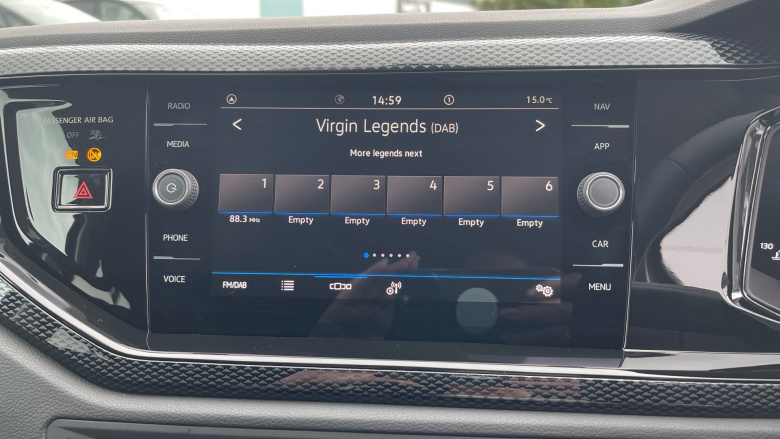 RADIO
MEDIA
PHONE
VOICE
PASSENGER AIR BAG
OFF
ON
14:59
1
15.0°C
< Virgin Legends (DAB) >
More legends next
1 2 3 4 5 6
88.3 MHz Empty Empty Empty Empty Empty
FM/DAB
NAV
APP
CAR
MENU
130